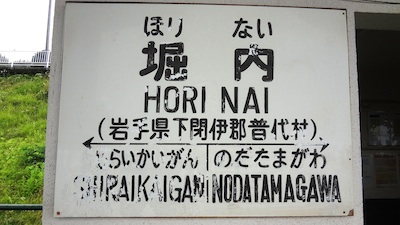 ほり ない
堀 内
HORI NAI
(岩手県下閉伊郡普代村)
しらいかいがん のだたまがわ
SHIRAIKAIGAN NODATAMAGAWA